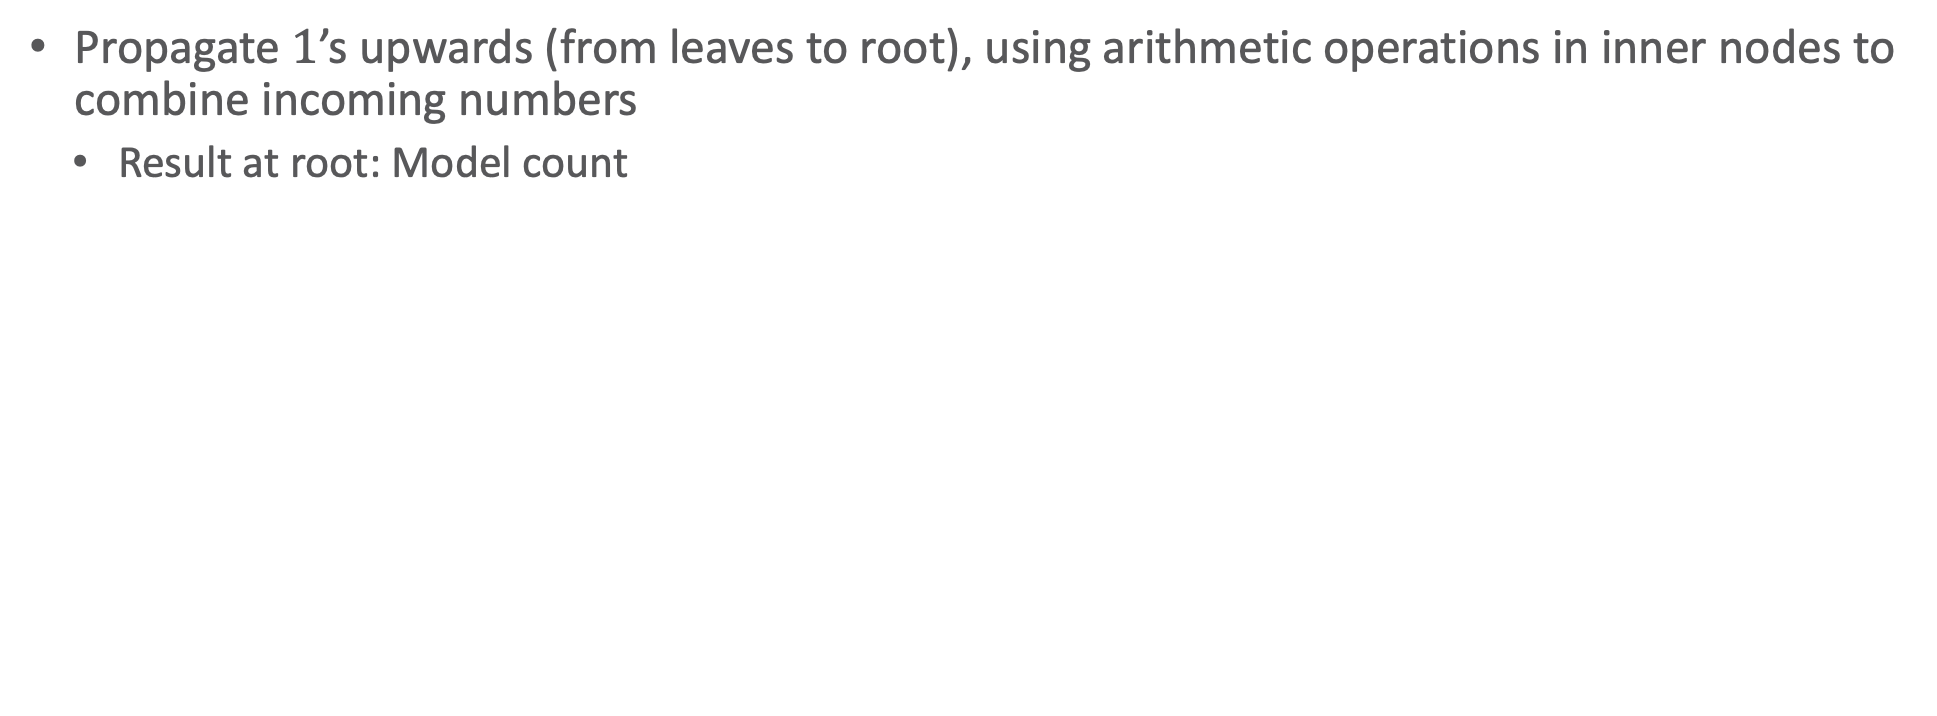 • Propagate 1’s upwards (from leaves to root), using arithmetic operations in inner nodes to
combine incoming numbers
• Result at root: Model count